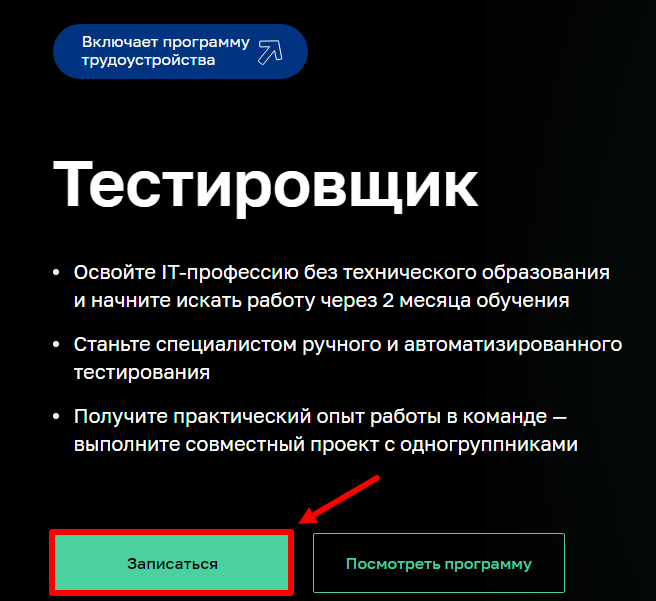 Включает программу
трудоустройства
Тестировщик
• Освойте IT-профессию без технического образования
и начните искать работу через 2 месяца обучения
• Станьте специалистом ручного и автоматизированного
тестирования
• Получите практический опыт работы в команде —
выполните совместный проект с одногруппниками
Записаться
Посмотреть программу